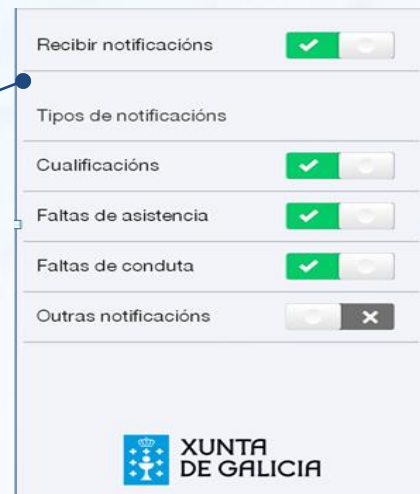 Recibir notificacións
Tipos de notificacións
Cualificacións
Faltas de asistencia
Faltas de conduta
Outras notificacións
XUNTA
DE GALICIA